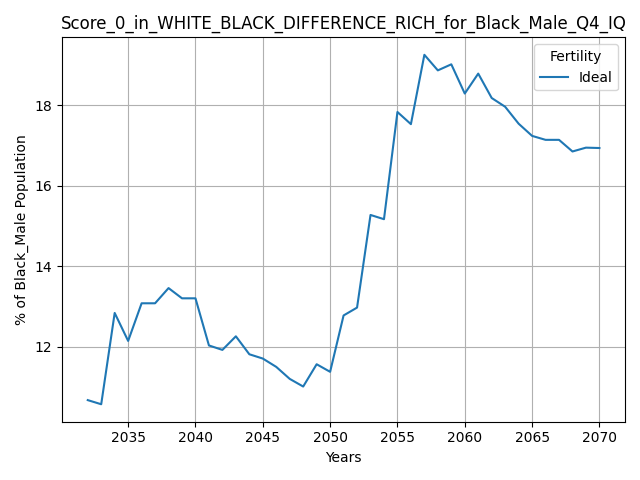 Score_0_in_WHITE_BLACK_DIFFERENCE_RICH_for_Black_Male_Q4_IQ
Fertility
Ideal
% of Black_Male Population
18
16
14
12
2035 2040 2045 2050 2055 2060 2065 2070
Years